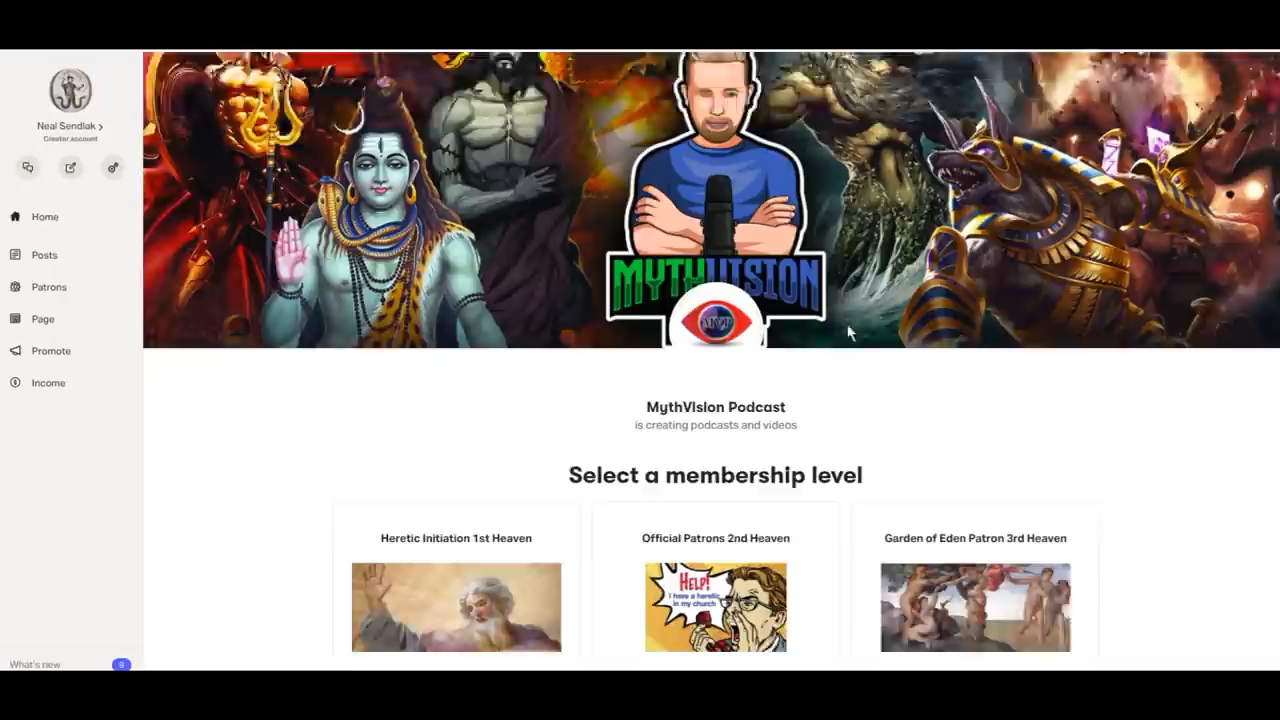 Neal Sendlak
Creator account
Home
Posts
Patrons
Page
Promote
Income
What's new
9
MYTHVISION
MVP
MythVIsion Podcast
is creating podcasts and videos
Select a membership level
Heretic Initiation 1st Heaven
Official Patrons 2nd Heaven
Garden of Eden Patron 3rd Heaven
HELP!
I have a heretic
in my church